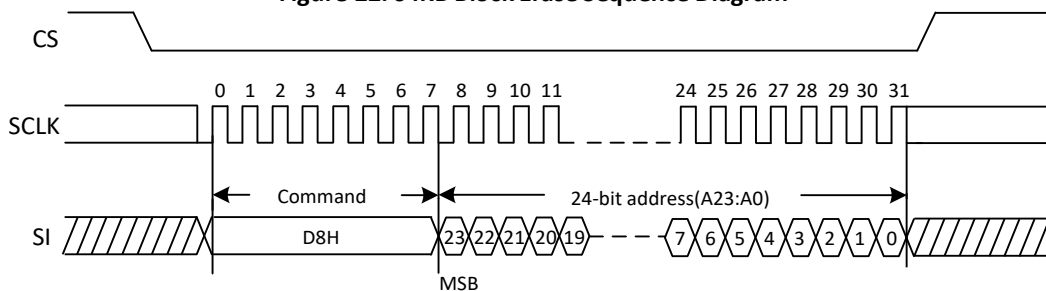 CS
0 1 2 3 4 5 6 7 8 9 10 11 24 25 26 27 28 29 30 31
SCLK
Command 24-bit address(A23:A0)
SI D8H 23 22 21 20 19 7 6 5 4 3 2 1 0
MSB